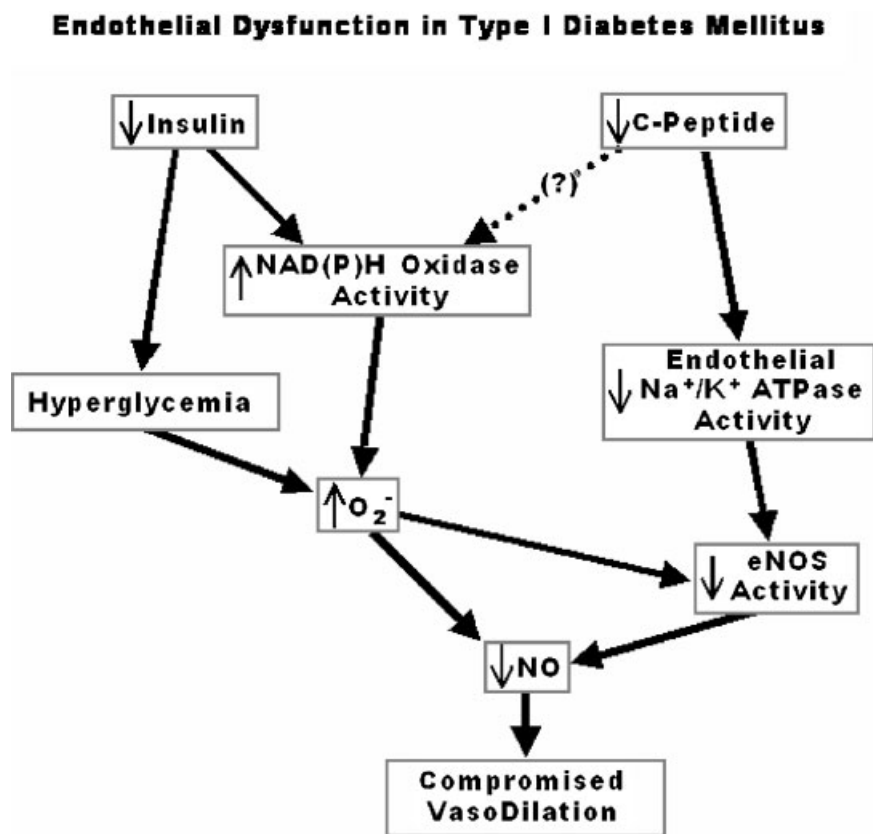 Endothelial Dysfunction in Type I Diabetes Mellitus
↓Insulin
↓C-Peptide
(?)
↑NAD(P)H Oxidase
Activity
Hyperglycemia
Endothelial
↓Na⁺/K⁺ ATPase
Activity
↑O₂⁻
↓eNOS
Activity
↓NO
Compromised
VasoDilation